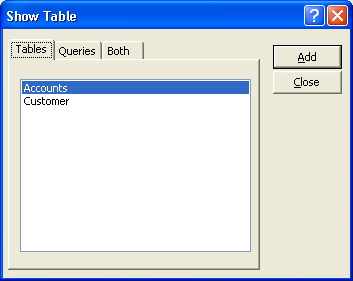 Show Table
Tables Queries Both
Add
Accounts
Close
Customer